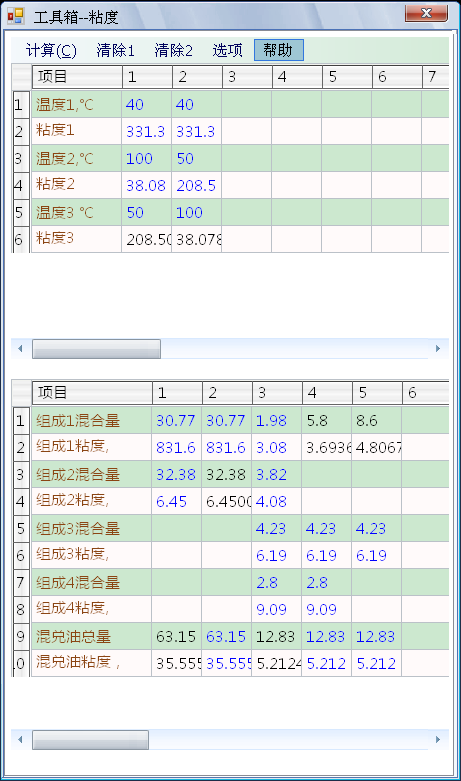 工具箱--粘度
计算(C) 清除1 清除2 选项 帮助
项目 1 2 3 4 5 6 7
1 温度1,℃ 40 40
2 粘度1 331.3 331.3
3 温度2,℃ 100 50
4 粘度2 38.08 208.5
5 温度3 ℃ 50 100
6 粘度3 208.50 38.078
项目 1 2 3 4 5 6
1 组成1混合量 30.77 30.77 1.98 5.8 8.6
2 组成1粘度, 831.6 831.6 3.08 3.6936 4.8067
3 组成2混合量 32.38 32.38 3.82
4 组成2粘度, 6.45 6.4500 4.08
5 组成3混合量 4.23 4.23 4.23
6 组成3粘度, 6.19 6.19 6.19
7 组成4混合量 2.8 2.8
8 组成4粘度, 9.09 9.09
9 混兑油总量 63.15 63.15 12.83 12.83 12.83
10 混兑油粘度 , 35.555 35.555 5.2124 5.212 5.212